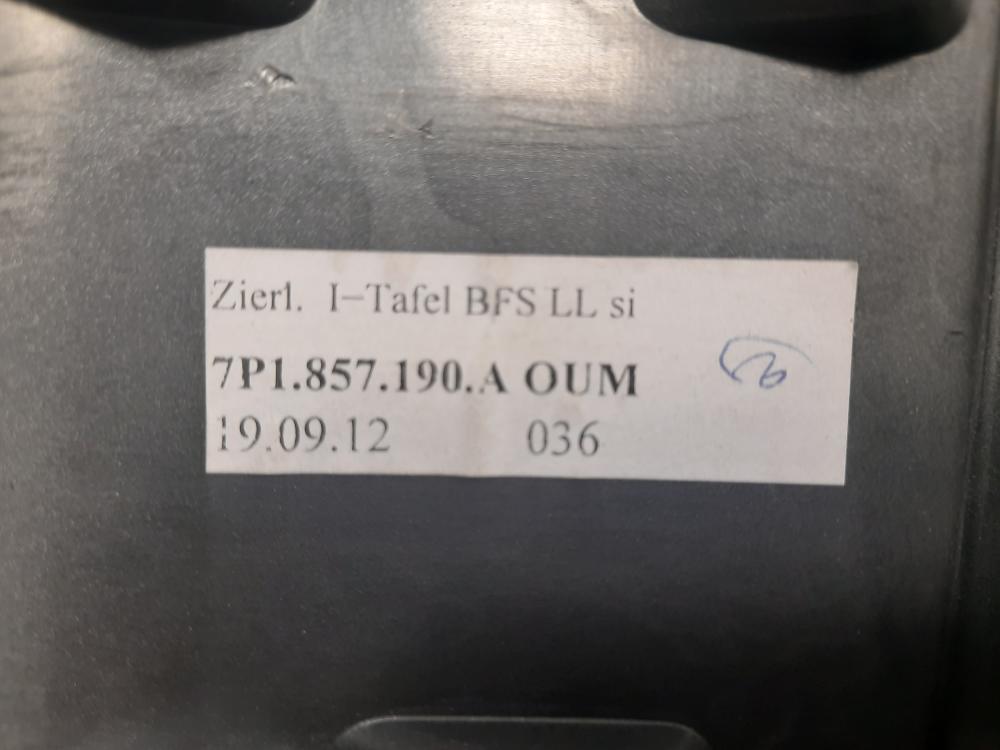 Zierl. I-Tafel BFS LL si
7P1.857.190.A OUM
19.09.12 036